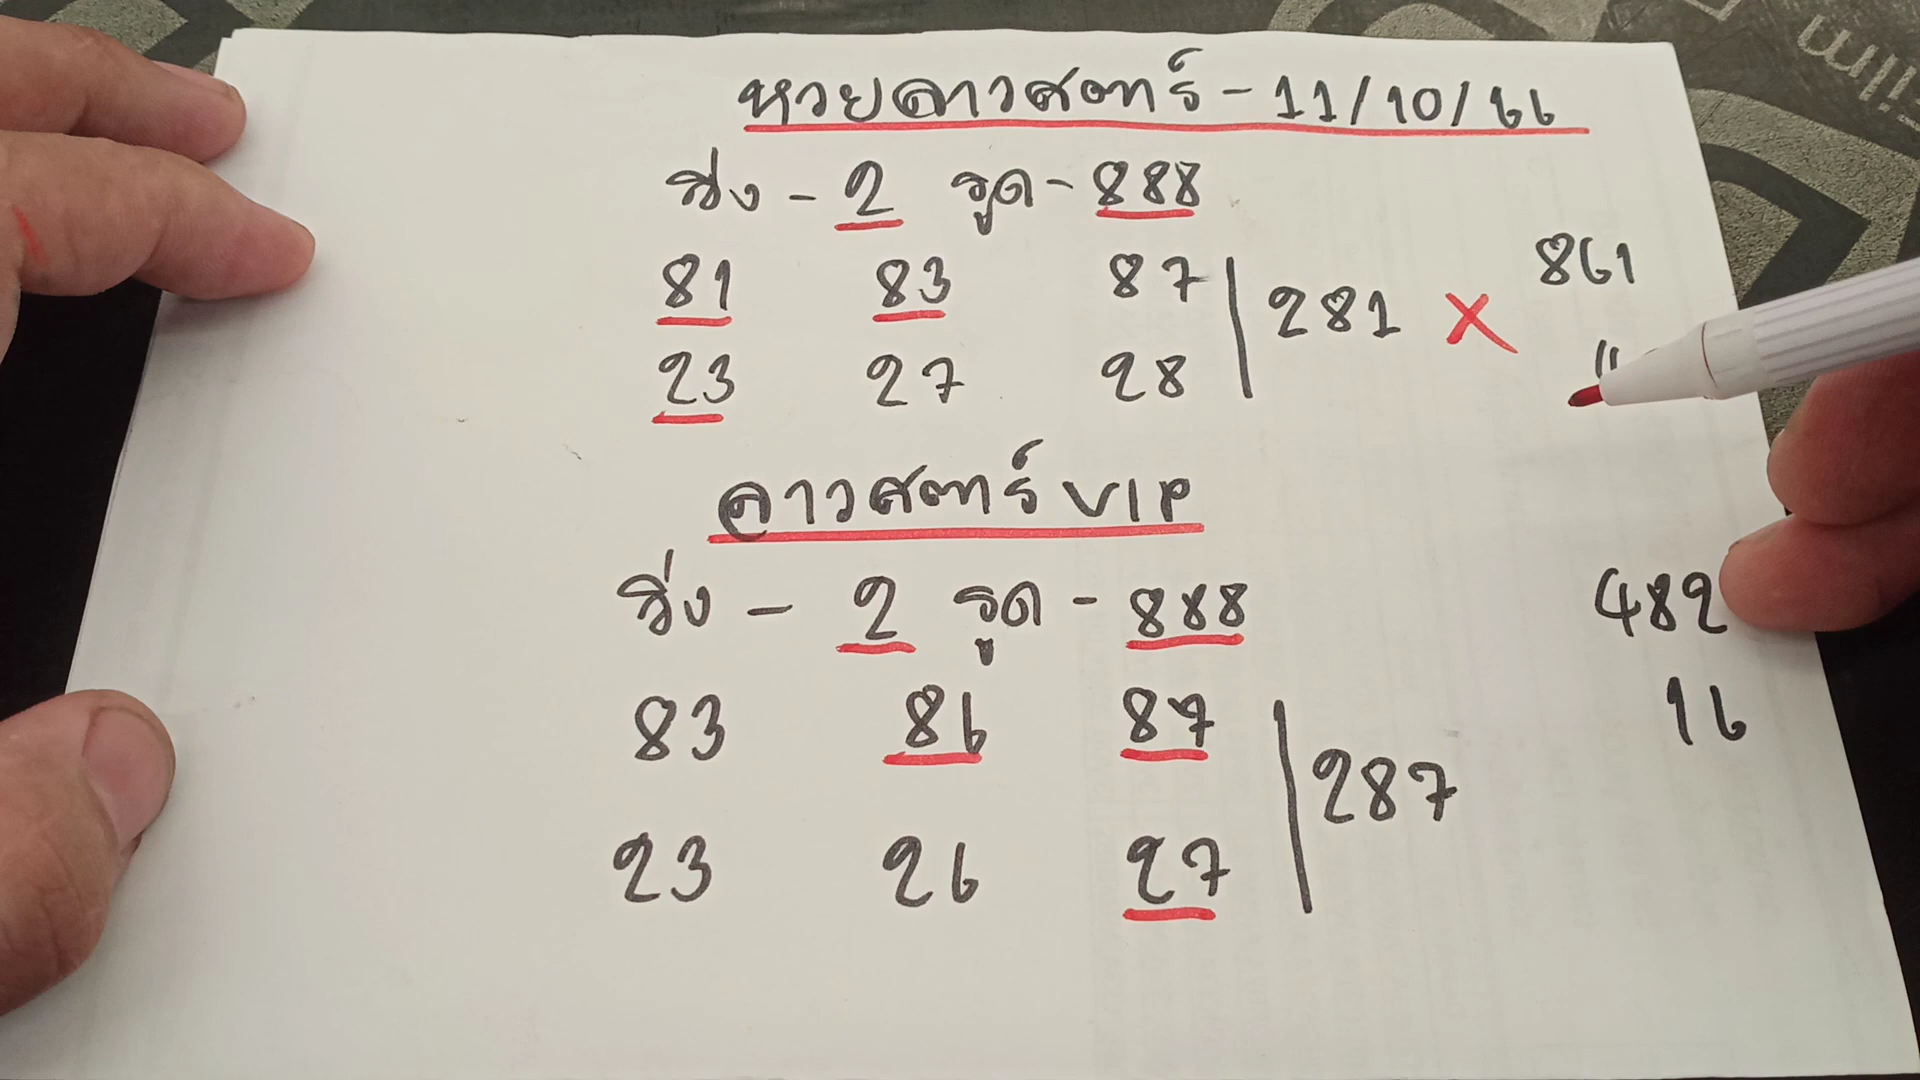 หวยลาวสตาร์ - 11/10/66
วิ่ง - 2 รูด - 888
81 83 87
23 27 28
281 × 861
ลาวสตาร์ VIP
วิ่ง - 2 รูด - 888
482
83 86 87
16
287
23 26 27